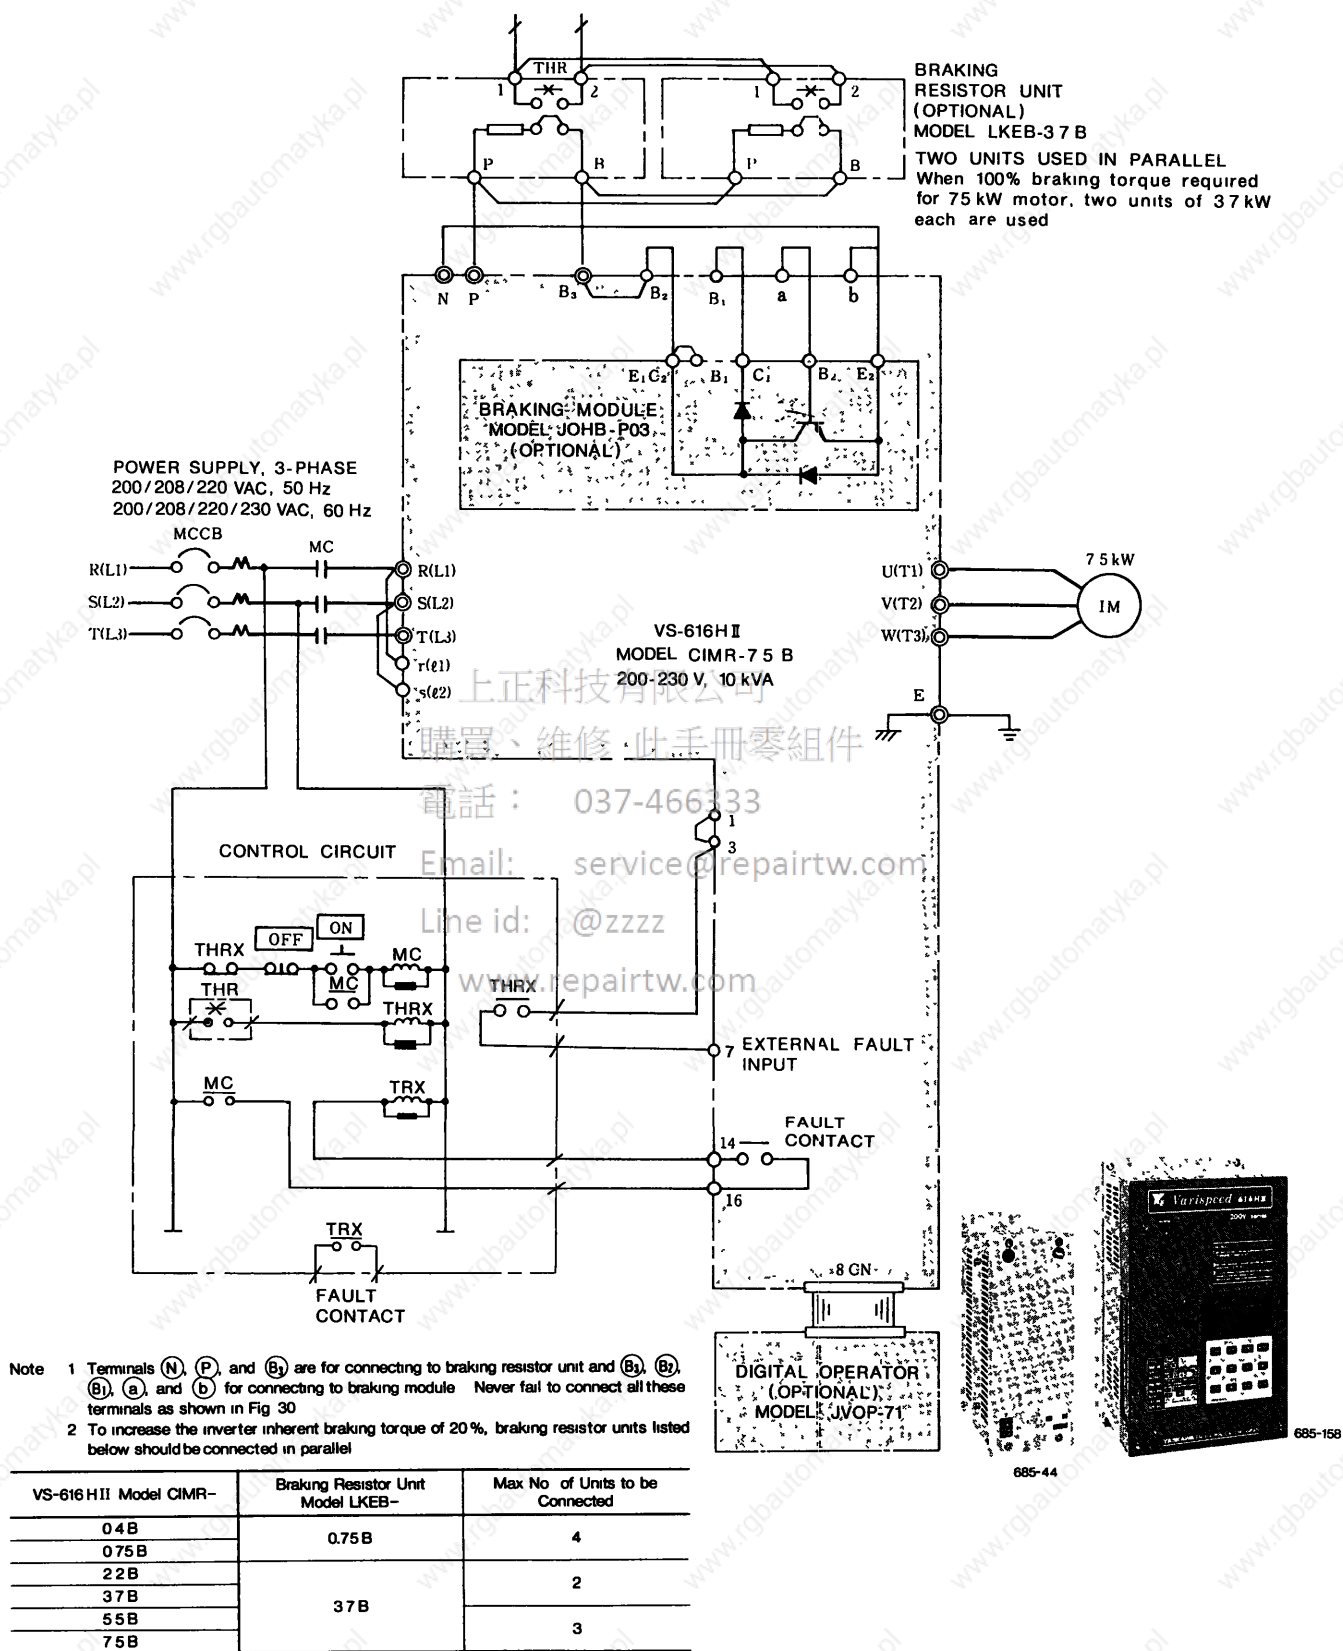 THR
1
2
1
2
P
B
P
B
BRAKING
RESISTOR UNIT
(OPTIONAL)
MODEL LKEB-37B
TWO UNITS USED IN PARALLEL
When 100% braking torque required
for 75 kW motor, two units of 37kW
each are used
N
P
B3
B2
B1
a
b
E1C2
B1
C1
B2
E2
BRAKING MODULE
MODEL JOHB-P03
(OPTIONAL)
POWER SUPPLY, 3-PHASE
200/208/220 VAC, 50 Hz
200/208/220/230 VAC, 60 Hz
MCCB
MC
R(L1)
S(L2)
T(L3)
R(L1)
S(L2)
T(L3)
r(ℓ1)
s(ℓ2)
U(T1)
V(T2)
W(T3)
E
75kW
IM
VS-616HⅡ
MODEL CIMR-75B
200-230 V, 10 kVA
上正科技有限公司
購買、維修 此手冊零組件
電話： 037-466333
Email: service@repairtw.com
Line id: @zzzz
www.repairtw.com
1
3
CONTROL CIRCUIT
THRX
OFF
ON
MC
MC
THR
THRX
THRX
MC
TRX
7 EXTERNAL FAULT
INPUT
FAULT
CONTACT
14
16
TRX
FAULT
CONTACT
8CN
DIGITAL OPERATOR
(OPTIONAL)
MODEL JVOP-71
Varispeed 616HⅡ
200V series
685-44
685-158
Note 1 Terminals (N), (P), and (B3) are for connecting to braking resistor unit and (B3), (B2),
(B1), (a), and (b) for connecting to braking module Never fail to connect all these
terminals as shown in Fig 30
2 To increase the inverter inherent braking torque of 20%, braking resistor units listed
below should be connected in parallel
VS-616HII Model CIMR-
Braking Resistor Unit
Model LKEB-
Max No of Units to be
Connected
04B
075B
0.75B
4
22B
37B
2
37B
55B
75B
3
www.rgbautomatyka.pl